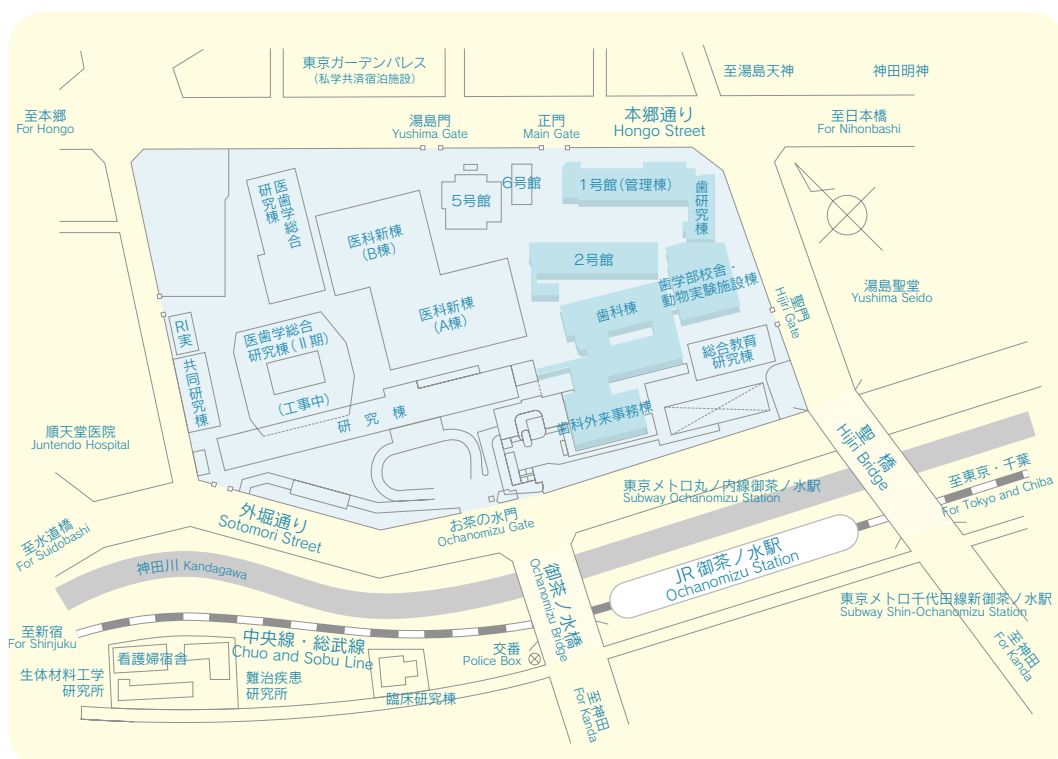 東京ガーデンパレス
（私学共済宿泊施設）
至湯島天神
神田明神
至本郷
For Hongo
湯島門
Yushima Gate
正門
Main Gate
本郷通り
Hongo Street
至日本橋
For Nihonbashi
医歯学総合
研究棟
5号館
6号館
1号館(管理棟)
歯研究棟
医科新棟
(B棟)
2号館
歯学部校舎・
動物実験施設棟
湯島聖堂
Yushima Seido
聖門
Hijiri Gate
医科新棟
(A棟)
歯科棟
RI
実
医歯学総合
研究棟(Ⅱ期)
総合教育
研究棟
共同研究棟
(工事中)
研究棟
歯科外来事務棟
順天堂医院
Juntendo Hospital
聖橋
Hijiri Bridge
至東京・千葉
For Tokyo and Chiba
東京メトロ丸ノ内線御茶ノ水駅
Subway Ochanomizu Station
外堀通り
Sotomori Street
お茶の水門
Ochanomizu Gate
至水道橋
For Suidobashi
神田川 Kandagawa
御茶ノ水橋
Ochanomizu Bridge
JR 御茶ノ水駅
Ochanomizu Station
東京メトロ千代田線新御茶ノ水駅
Subway Shin-Ochanomizu Station
至新宿
For Shinjuku
中央線・総武線
Chuo and Sobu Line
交番
Police Box
至神田
For Kanda
看護婦宿舎
生体材料工学
研究所
難治疾患
研究所
臨床研究棟
至神田
For Kanda